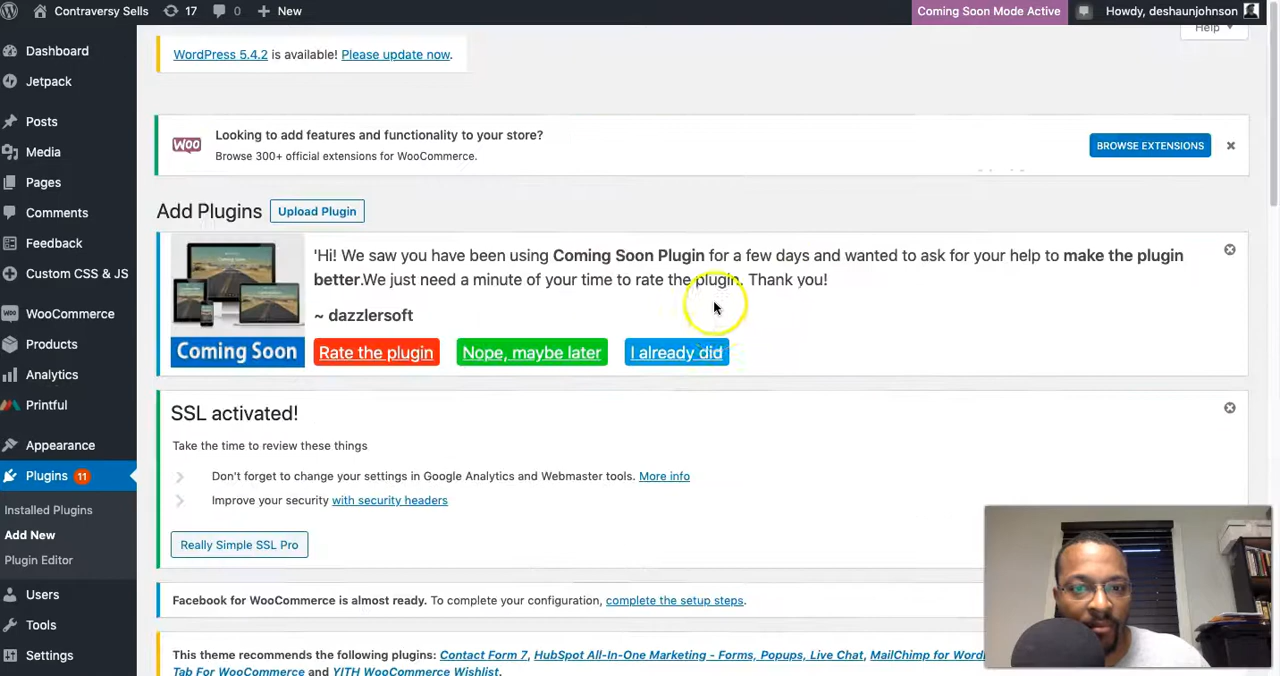 Contraversy Sells
17
0
New
Coming Soon Mode Active
Howdy, deshaunjohnson
Help
Dashboard
Jetpack
Posts
Media
Pages
Comments
Feedback
Custom CSS & JS
WooCommerce
Products
Analytics
Printful
Appearance
Plugins 11
Installed Plugins
Add New
Plugin Editor
Users
Tools
Settings
WordPress 5.4.2 is available! Please update now.
WOO
Looking to add features and functionality to your store?
Browse 300+ official extensions for WooCommerce.
BROWSE EXTENSIONS
Add Plugins
Upload Plugin
Coming Soon
'Hi! We saw you have been using Coming Soon Plugin for a few days and wanted to ask for your help to make the plugin
better.We just need a minute of your time to rate the plugin. Thank you!
~ dazzlersoft
Rate the plugin
Nope, maybe later
I already did
SSL activated!
Take the time to review these things
Don't forget to change your settings in Google Analytics and Webmaster tools. More info
Improve your security with security headers
Really Simple SSL Pro
Facebook for WooCommerce is almost ready. To complete your configuration, complete the setup steps.
This theme recommends the following plugins: Contact Form 7, HubSpot All-In-One Marketing - Forms, Popups, Live Chat, MailChimp for
Tab For WooCommerce and YITH WooCommerce Wishlist.